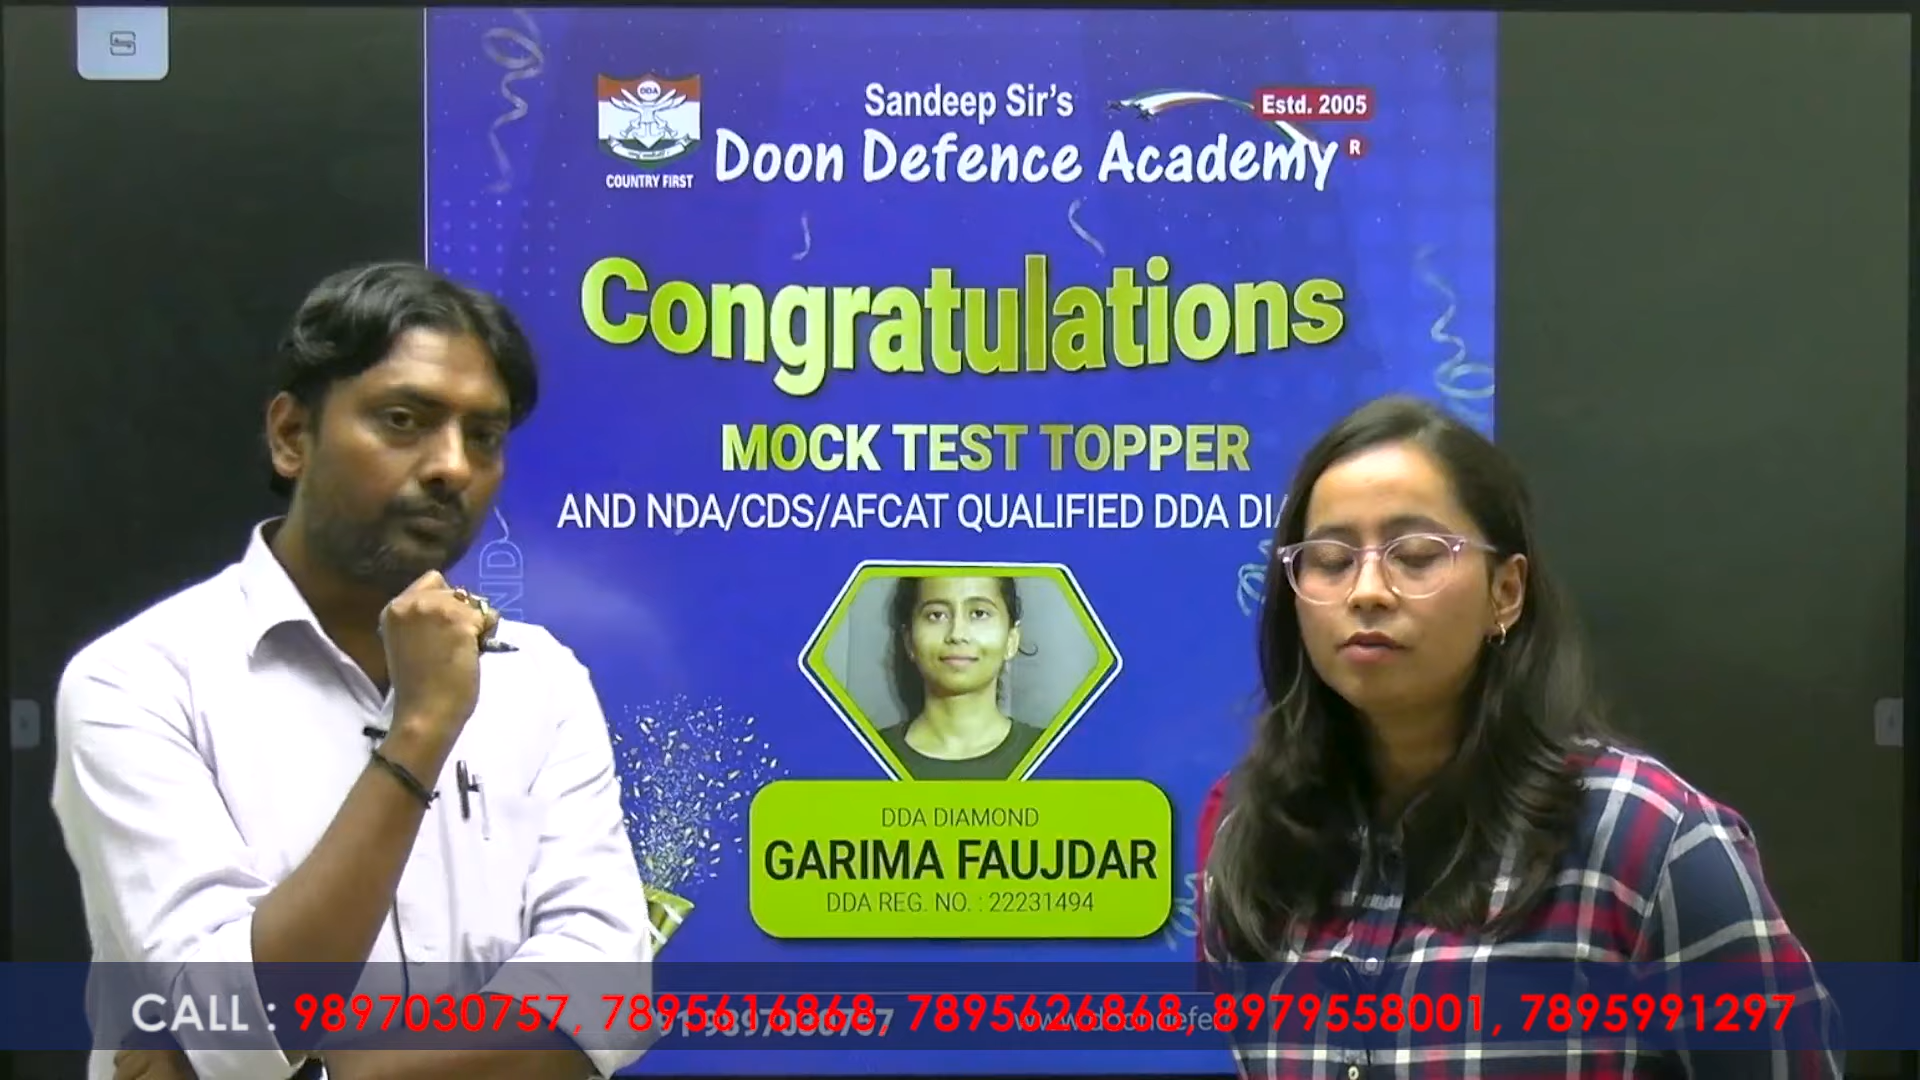 Sandeep Sir's
Estd. 2005
Doon Defence Academy
R
DDA
COUNTRY FIRST
Congratulations
MOCK TEST TOPPER
AND NDA/CDS/AFCAT QUALIFIED DDA
DDA DIAMOND
GARIMA FAUJDAR
DDA REG. NO. : 22231494
CALL : 9897030757, 7895616868, 7895626868, 8979558001, 7895991297